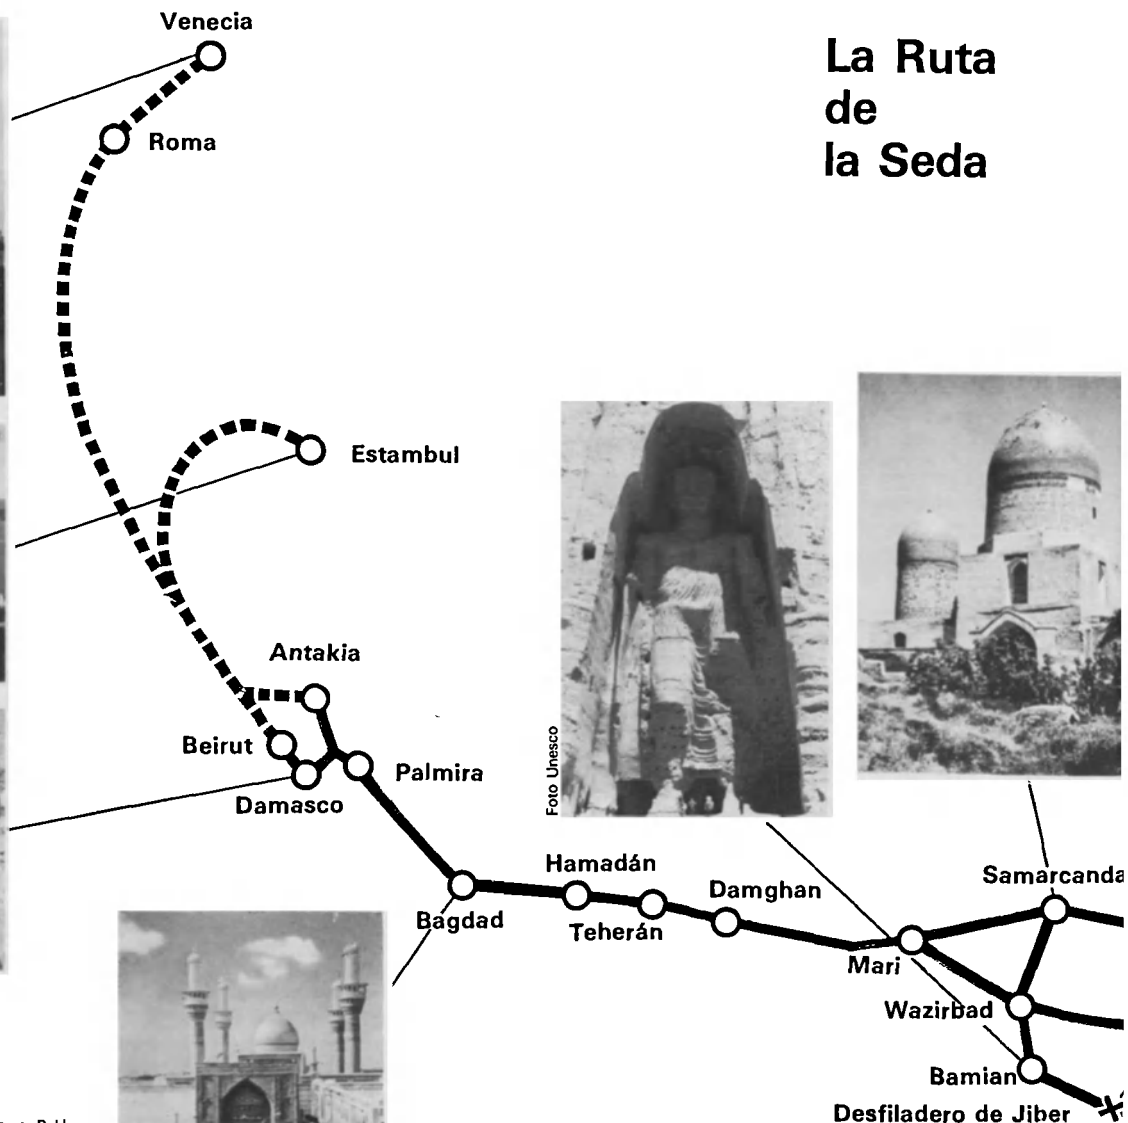 Venecia
La Ruta
de
la Seda
Roma
Estambul
Antakia
Beirut
Palmira
Damasco
Foto Unesco
Hamadán
Damghan
Samarcanda
Bagdad
Teherán
Mari
Wazirbad
Bamian
Desfiladero de Jiber